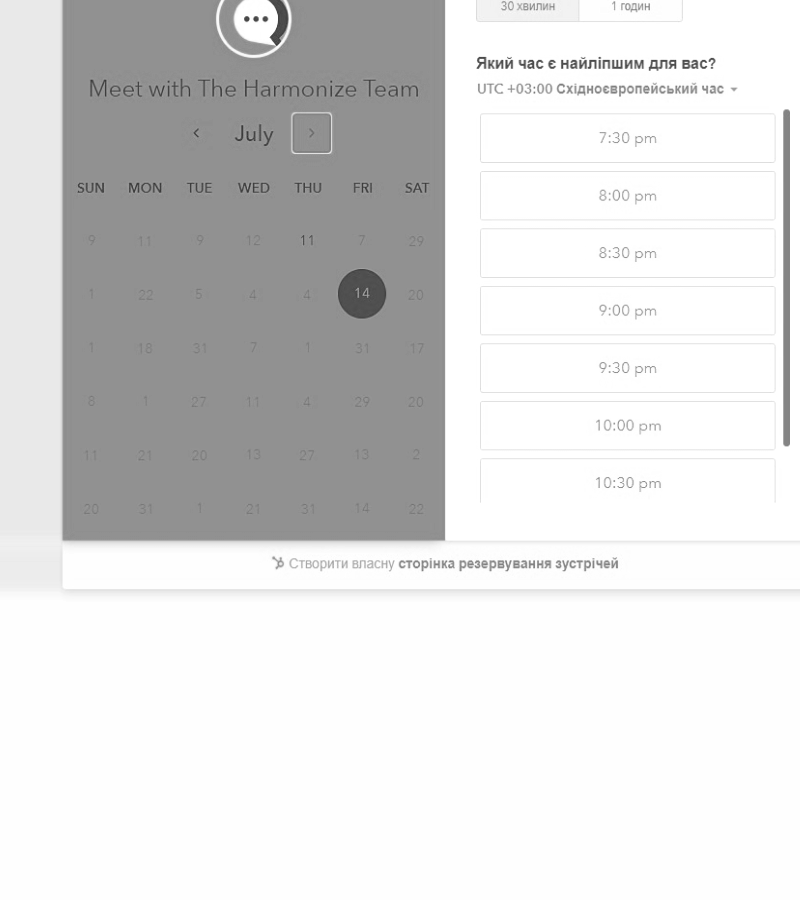 30 хвилин 1 годин
Який час є найліпшим для вас?
UTC +03:00 Східноєвропейський час
Meet with The Harmonize Team
July
SUN MON TUE WED THU FRI SAT
9 11 9 12 11 7 29
1 22 5 4 4 14 20
1 18 31 7 1 31 17
8 1 27 11 4 29 20
11 21 20 13 27 13 2
20 31 1 21 31 14 22
7:30 pm
8:00 pm
8:30 pm
9:00 pm
9:30 pm
10:00 pm
10:30 pm
Створити власну сторінка резервування зустрічей